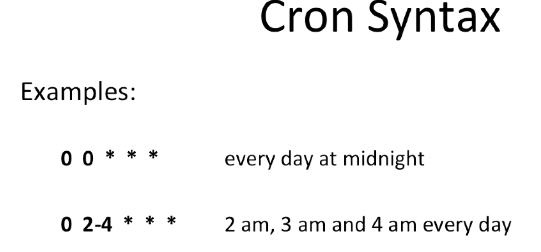 Cron Syntax
Examples:
0 0 * * * every day at midnight
0 2-4 * * * 2 am, 3 am and 4 am every day